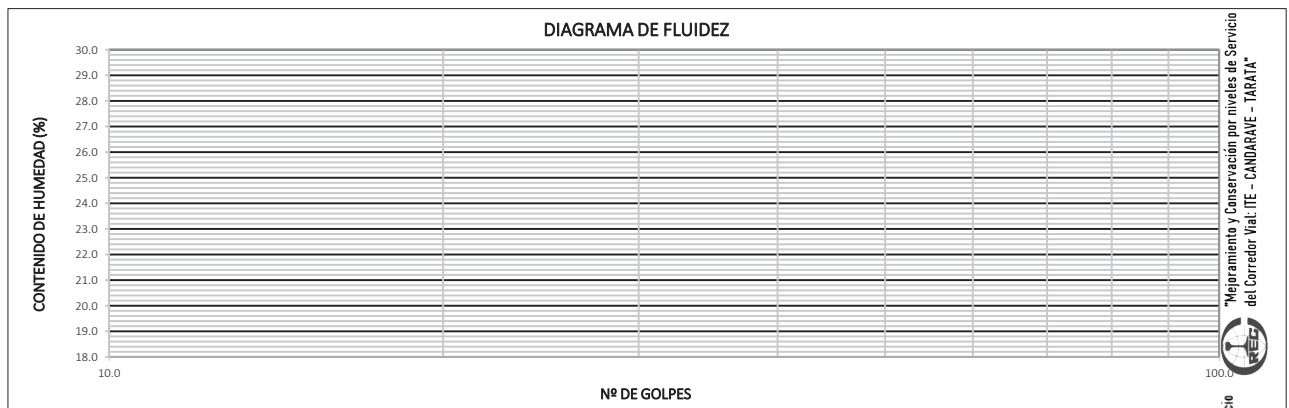 DIAGRAMA DE FLUIDEZ
30.0
29.0
28.0
27.0
26.0
25.0
24.0
23.0
22.0
21.0
20.0
19.0
18.0
CONTENIDO DE HUMEDAD (%)
10.0
100.0
Nº DE GOLPES
"Mejoramiento y Conservación por niveles de Servicio
del Corredor Vial: ITE – CANDARAVE – TARATA"
REG
cio